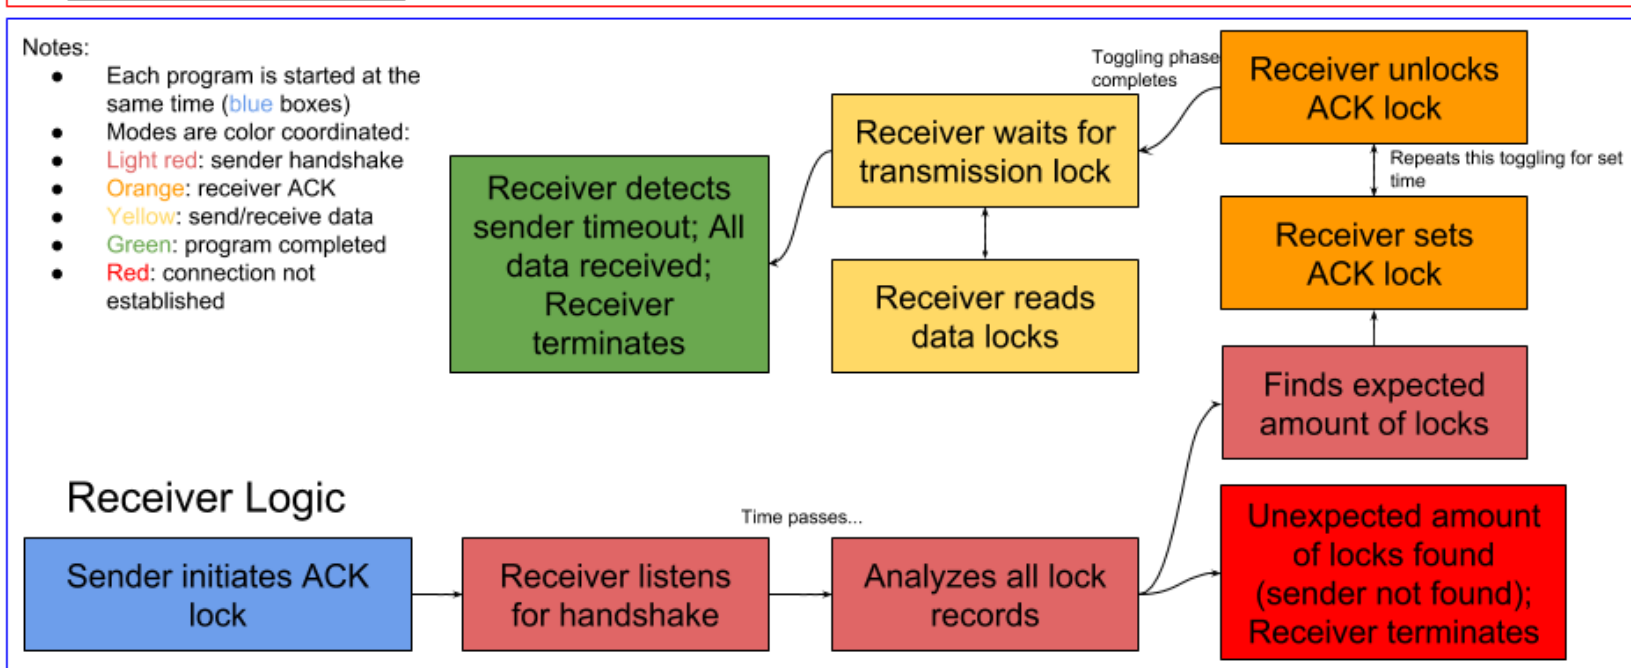 Notes:
● Each program is started at the
same time (blue boxes)
● Modes are color coordinated:
● Light red: sender handshake
● Orange: receiver ACK
● Yellow: send/receive data
● Green: program completed
● Red: connection not
established
Receiver detects
sender timeout; All
data received;
Receiver
terminates
Receiver waits for
transmission lock
Receiver reads
data locks
Toggling phase
completes
Receiver unlocks
ACK lock
Repeats this toggling for set
time
Receiver sets
ACK lock
Finds expected
amount of locks
Receiver Logic
Sender initiates ACK
lock
Receiver listens
for handshake
Time passes...
Analyzes all lock
records
Unexpected amount
of locks found
(sender not found);
Receiver terminates